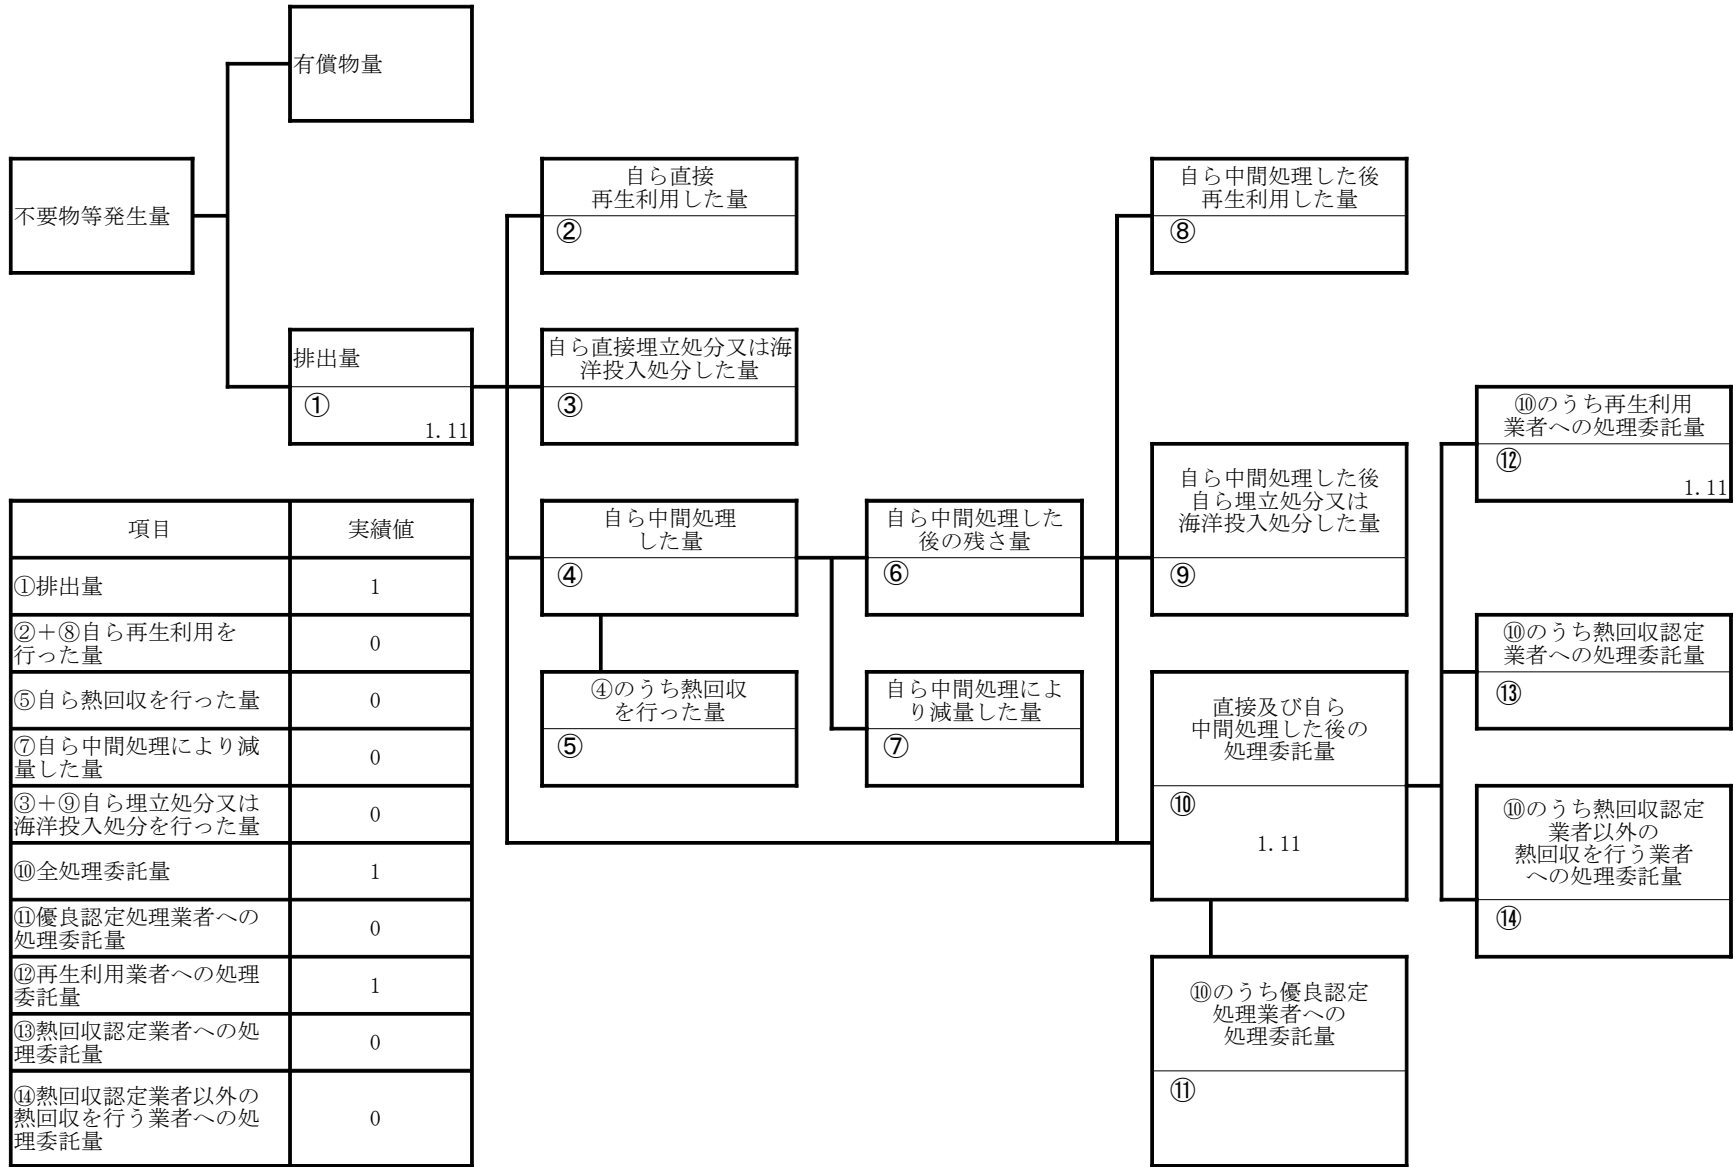 有償物量
不要物等発生量
自ら直接
再生利用した量
②
自ら中間処理した後
再生利用した量
⑧
排出量
①
1.11
自ら直接埋立処分又は海
洋投入処分した量
③
⑩のうち再生利用
業者への処理委託量
⑫
1.11
自ら中間処理
した量
④
自ら中間処理した
後の残さ量
⑥
自ら中間処理した後
自ら埋立処分又は
海洋投入処分した量
⑨
⑩のうち熱回収認定
業者への処理委託量
⑬
④のうち熱回収
を行った量
⑤
自ら中間処理によ
り減量した量
⑦
直接及び自ら
中間処理した後の
処理委託量
⑩
1.11
⑩のうち熱回収認定
業者以外の
熱回収を行う業者
への処理委託量
⑭
⑩のうち優良認定
処理業者への
処理委託量
⑪
項目 実績値
①排出量 1
②+⑧自ら再生利用を
行った量 0
⑤自ら熱回収を行った量 0
⑦自ら中間処理により減
量した量 0
③+⑨自ら埋立処分又は
海洋投入処分を行った量 0
⑩全処理委託量 1
⑪優良認定処理業者への
処理委託量 0
⑫再生利用業者への処理
委託量 1
⑬熱回収認定業者への処
理委託量 0
⑭熱回収認定業者以外の
熱回収を行う業者への処
理委託量 0